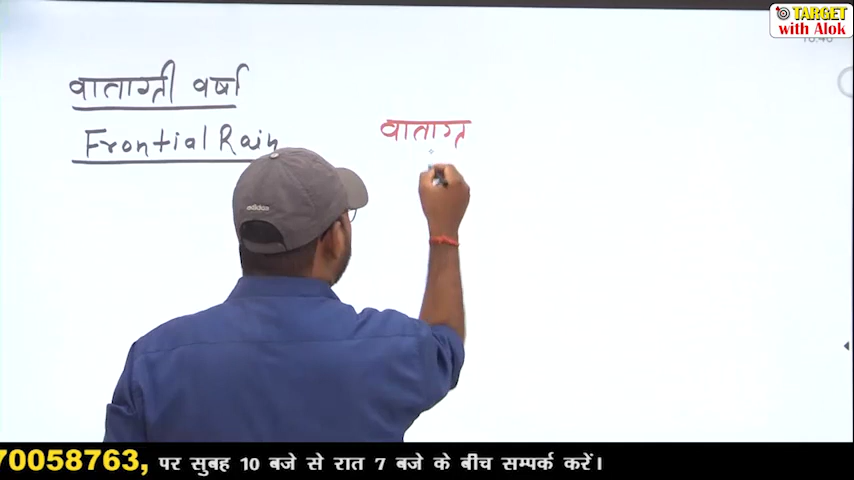 TARGET
with Alok
वाताग्री वर्षा
Frontial Rain
वाताग्र
70058763, पर सुबह 10 बजे से रात 7 बजे के बीच सम्पर्क करें।